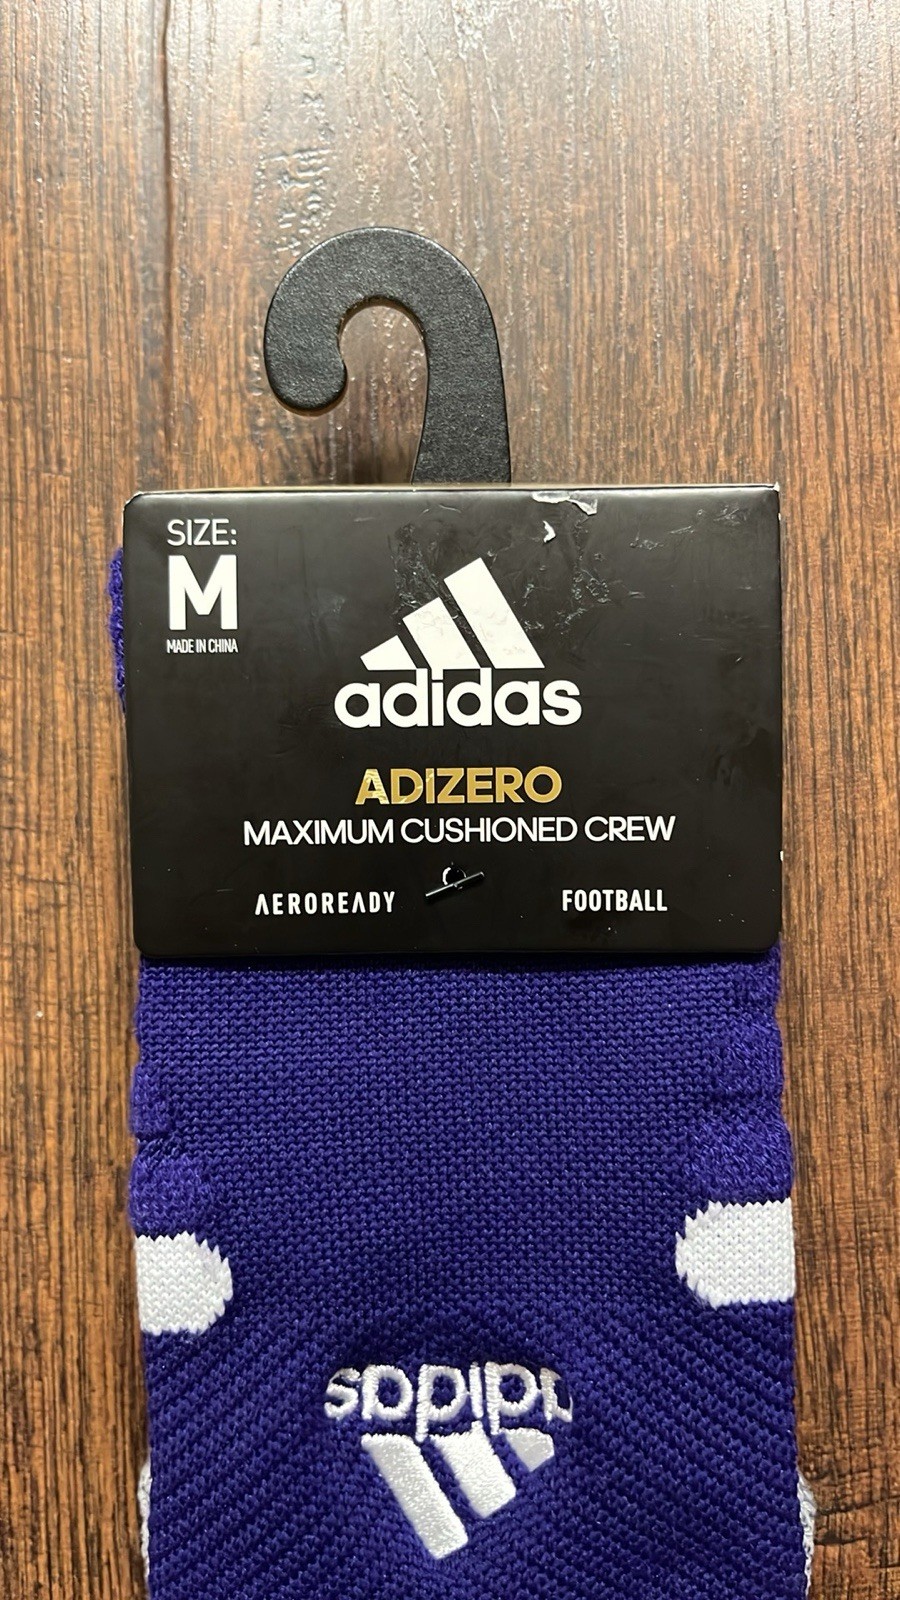 SIZE:
M
MADE IN CHINA
adidas
ADIZERO
MAXIMUM CUSHIONED CREW
AEROREADY
FOOTBALL
adidas